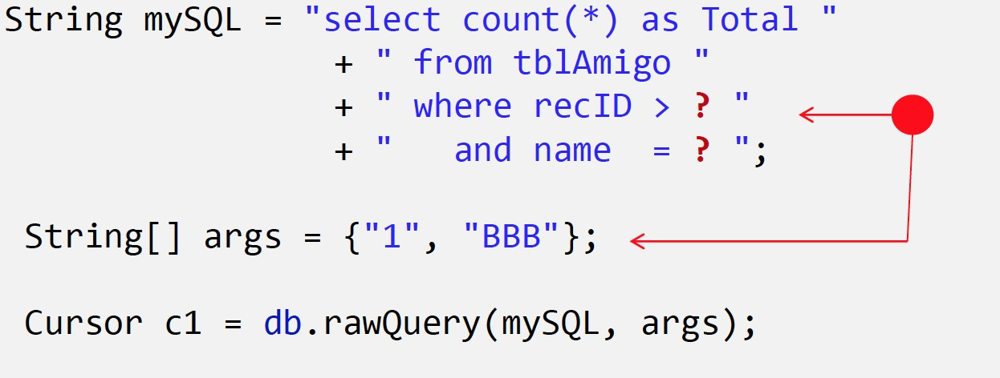 String mySQL = "select count(*) as Total "
+ " from tblAmigo "
+ " where recID > ? "
+ "   and name  = ? ";
String[] args = {"1", "BBB"};
Cursor c1 = db.rawQuery(mySQL, args);